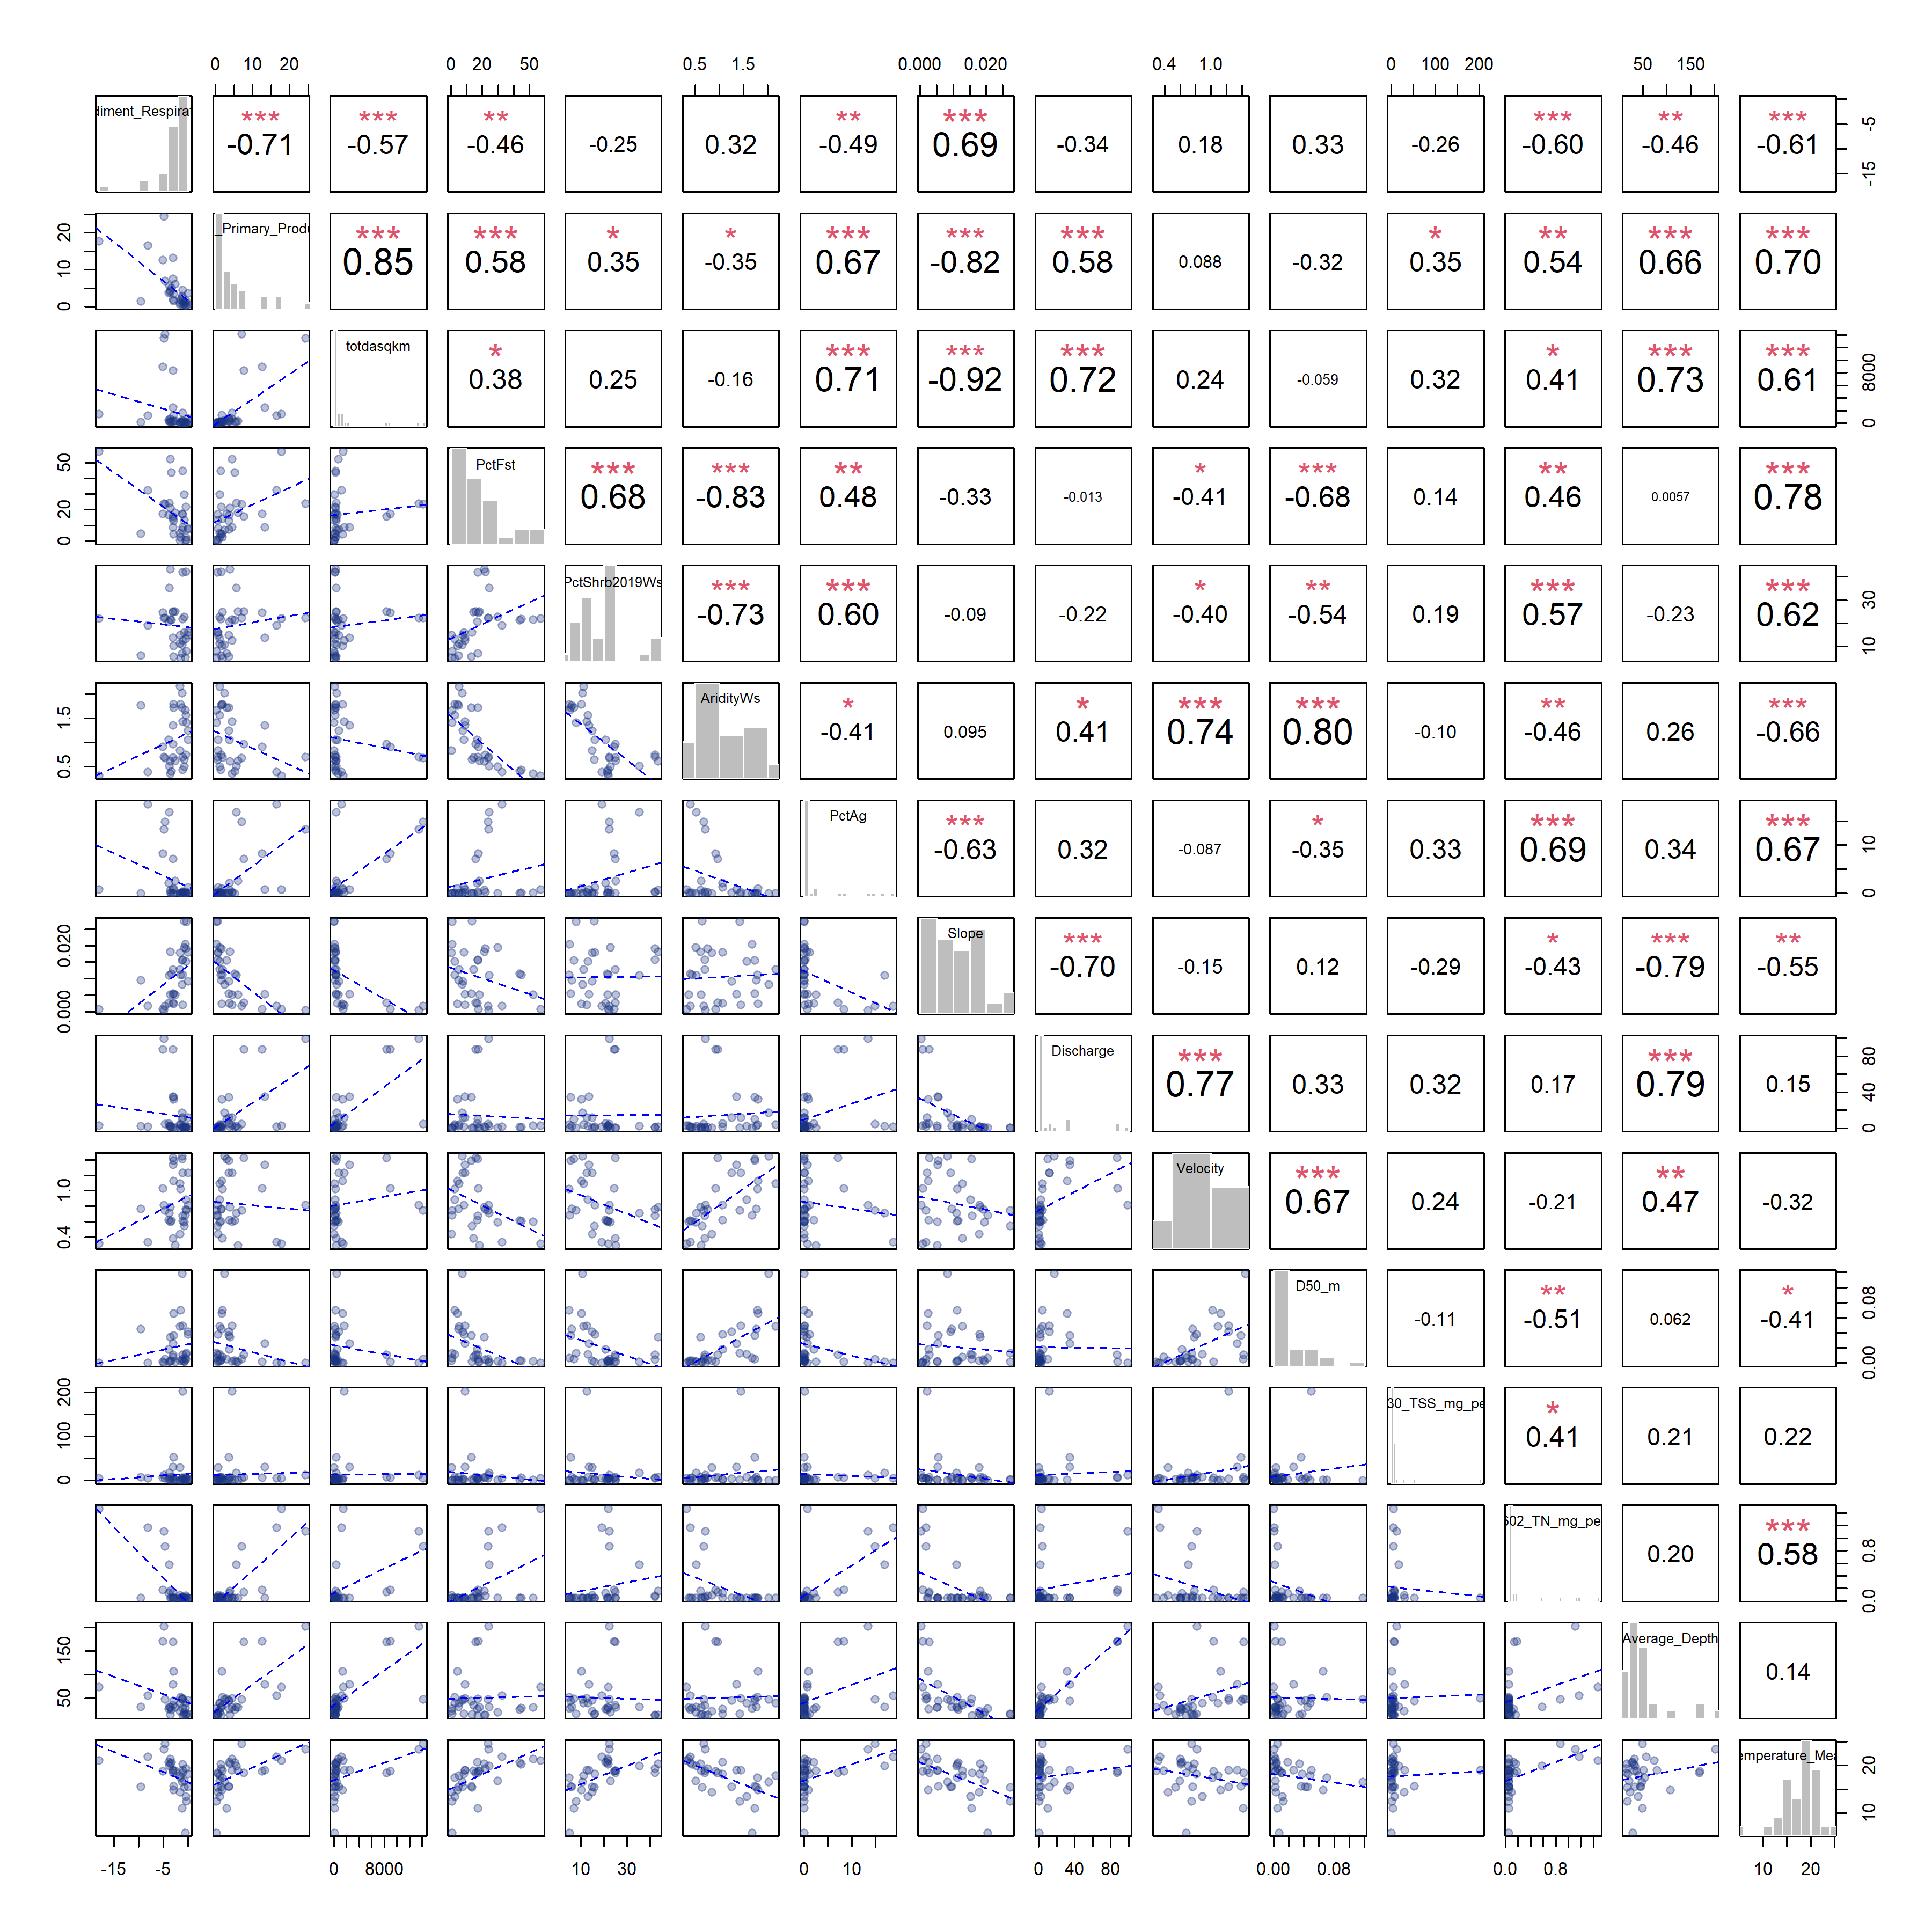 0 10 20 0 20 50 0.5 1.5 0.000 0.020 0.4 1.0 0 100 200 50 150
diment_Respirat *** -0.71 *** -0.57 ** -0.46 -0.25 0.32 ** -0.49 *** 0.69 -0.34 0.18 0.33 -0.26 *** -0.60 ** -0.46 *** -0.61 -15 -5
0 10 20 _Primary_Produ *** 0.85 *** 0.58 * 0.35 * -0.35 *** 0.67 *** -0.82 *** 0.58 0.088 -0.32 * 0.35 ** 0.54 *** 0.66 *** 0.70
totdasqkm * 0.38 0.25 -0.16 *** 0.71 *** -0.92 *** 0.72 0.24 -0.059 0.32 * 0.41 *** 0.73 *** 0.61 0 8000
0 20 50 PctFst *** 0.68 *** -0.83 ** 0.48 -0.33 -0.013 * -0.41 *** -0.68 0.14 ** 0.46 0.0057 *** 0.78
PctShrb2019Ws *** -0.73 *** 0.60 -0.09 -0.22 * -0.40 ** -0.54 0.19 *** 0.57 -0.23 *** 0.62 10 30
0.5 1.5 AridityWs * -0.41 0.095 * 0.41 *** 0.74 *** 0.80 -0.10 ** -0.46 0.26 *** -0.66
PctAg *** -0.63 0.32 -0.087 * -0.35 0.33 *** 0.69 0.34 *** 0.67 0 10
0.000 0.020 Slope *** -0.70 -0.15 0.12 -0.29 * -0.43 *** -0.79 ** -0.55
Discharge *** 0.77 0.33 0.32 0.17 *** 0.79 0.15 0 40 80
0.4 1.0 Velocity *** 0.67 0.24 -0.21 ** 0.47 -0.32
D50_m -0.11 ** -0.51 0.062 * -0.41 0.00 0.08
0 100 200 30_TSS_mg_pe * 0.41 0.21 0.22
602_TN_mg_pe 0.20 *** 0.58 0.0 0.8
50 150 Average_Depth 0.14
emperature_Mea 10 20
-15 -5 0 8000 10 30 0 10 0 40 80 0.00 0.08 0.0 0.8 10 20